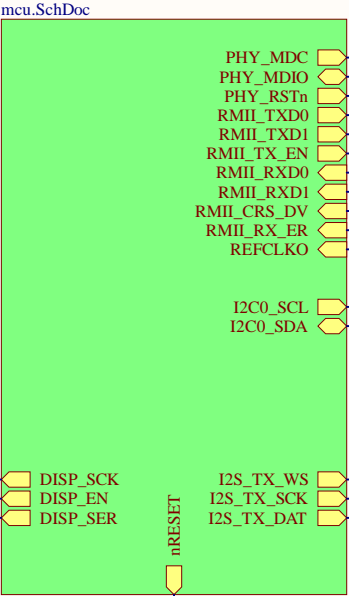 mcu.SchDoc
PHY_MDC
PHY_MDIO
PHY_RSTn
RMII_TXD0
RMII_TXD1
RMII_TX_EN
RMII_RXD0
RMII_RXD1
RMII_CRS_DV
RMII_RX_ER
REFCLKO
I2C0_SCL
I2C0_SDA
DISP_SCK
DISP_EN
DISP_SER
nRESET
I2S_TX_WS
I2S_TX_SCK
I2S_TX_DAT